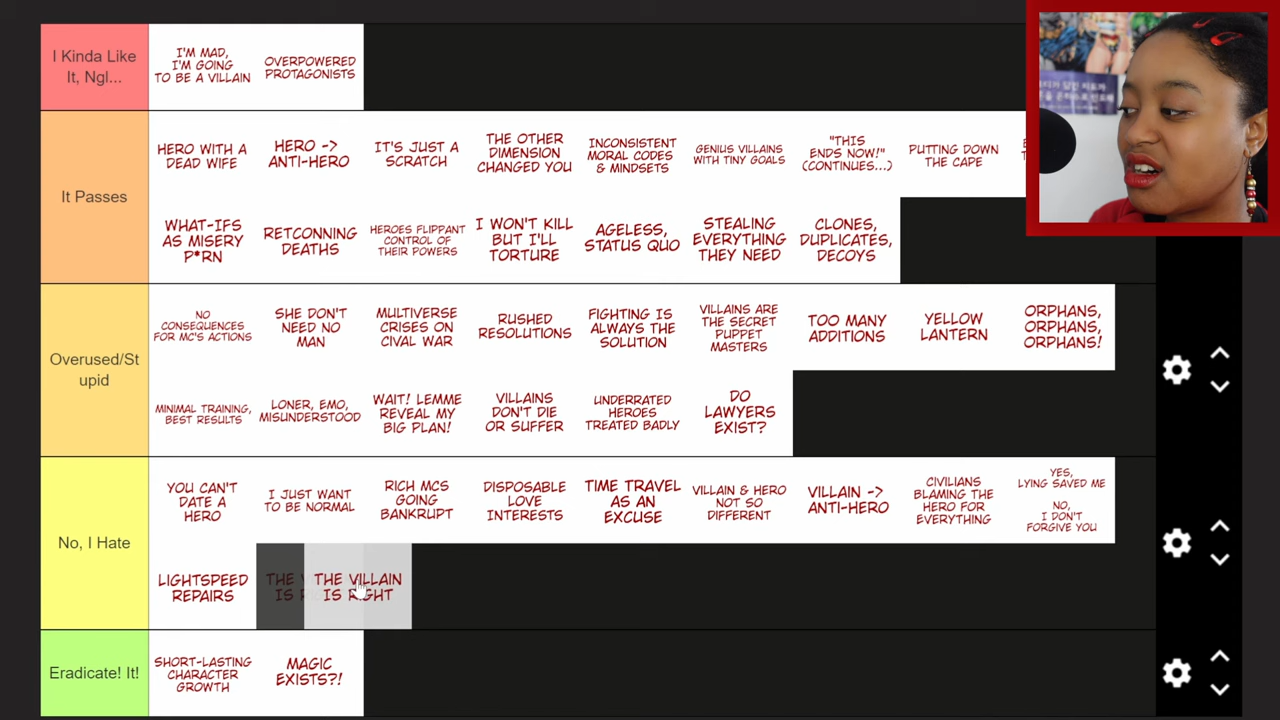 I Kinda Like
It, Ngl...
I'M MAD,
I'M GOING
TO BE A VILLAIN
OVERPOWERED
PROTAGONISTS
It Passes
HERO WITH A
DEAD WIFE
HERO ->
ANTI-HERO
IT'S JUST A
SCRATCH
THE OTHER
DIMENSION
CHANGED YOU
INCONSISTENT
MORAL CODES
& MINDSETS
GENIUS VILLAINS
WITH TINY GOALS
"THIS
ENDS NOW!"
(CONTINUES...)
PUTTING DOWN
THE CAPE
WHAT-IFS
AS MISERY
P*RN
RETCONNING
DEATHS
HEROES FLIPPANT
CONTROL OF
THEIR POWERS
I WON'T KILL
BUT I'LL
TORTURE
AGELESS,
STATUS QUO
STEALING
EVERYTHING
THEY NEED
CLONES,
DUPLICATES,
DECOYS
Overused/St
upid
NO
CONSEQUENCES
FOR MC'S ACTIONS
SHE DON'T
NEED NO
MAN
MULTIVERSE
CRISES ON
CIVAL WAR
RUSHED
RESOLUTIONS
FIGHTING IS
ALWAYS THE
SOLUTION
VILLAINS ARE
THE SECRET
PUPPET
MASTERS
TOO MANY
ADDITIONS
YELLOW
LANTERN
ORPHANS,
ORPHANS,
ORPHANS!
MINIMAL TRAINING,
BEST RESULTS
LONER, EMO,
MISUNDERSTOOD
WAIT! LEMME
REVEAL MY
BIG PLAN!
VILLAINS
DON'T DIE
OR SUFFER
UNDERRATED
HEROES
TREATED BADLY
DO
LAWYERS
EXIST?
No, I Hate
YOU CAN'T
DATE A
HERO
I JUST WANT
TO BE NORMAL
RICH MCS
GOING
BANKRUPT
DISPOSABLE
LOVE
INTERESTS
TIME TRAVEL
AS AN
EXCUSE
VILLAIN & HERO
NOT SO
DIFFERENT
VILLAIN ->
ANTI-HERO
CIVILIANS
BLAMING THE
HERO FOR
EVERYTHING
YES,
LYING SAVED ME
NO,
I DON'T
FORGIVE YOU
LIGHTSPEED
REPAIRS
THE VILLAIN
IS RIGHT
Eradicate! It!
SHORT-LASTING
CHARACTER
GROWTH
MAGIC
EXISTS?!